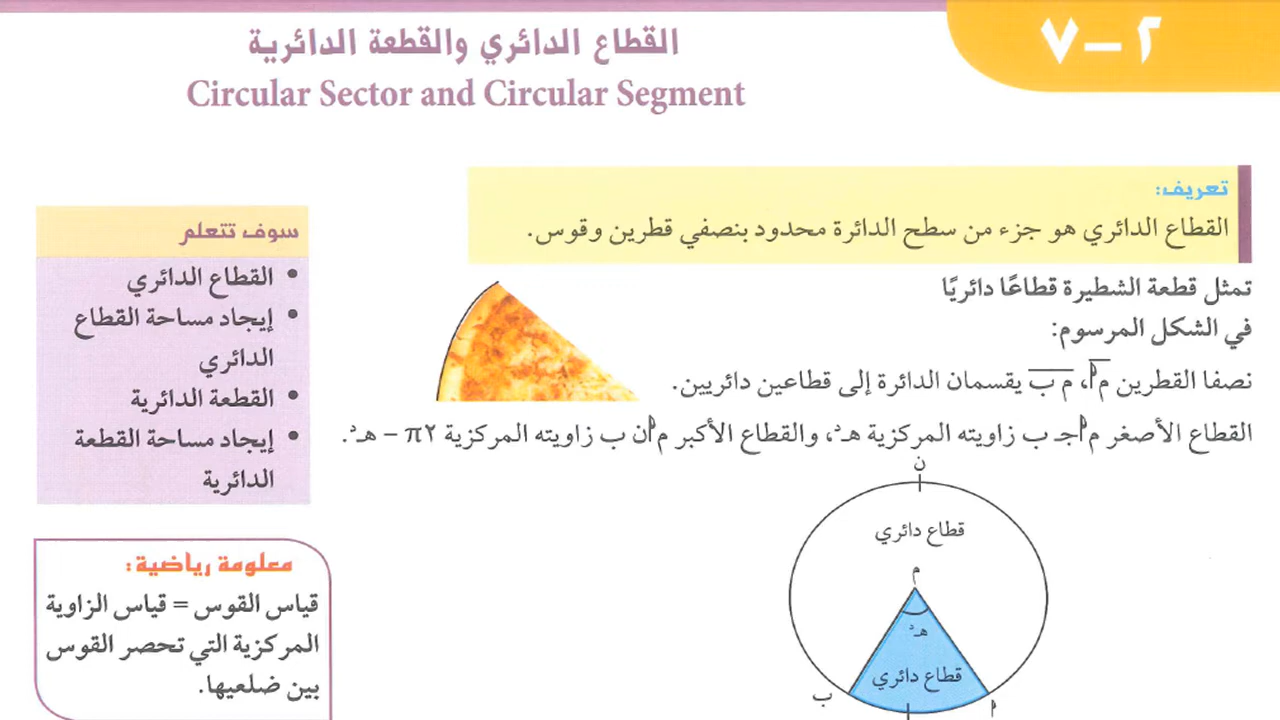 ٢ – ٧
القطاع الدائري والقطعة الدائرية
Circular Sector and Circular Segment
تعريف:
القطاع الدائري هو جزء من سطح الدائرة محدود بنصفي قطرين وقوس.
تمثل قطعة الشطيرة قطاعًا دائريًا
في الشكل المرسوم:
نصفا القطرين م أ، م ب يقسمان الدائرة إلى قطاعين دائريين.
القطاع الأصغر م أ جـ ب زاويته المركزية هـ ء، والقطاع الأكبر م أ ن ب زاويته المركزية ٢π – هـ ء.
ن
قطاع دائري
م
هـ ء
قطاع دائري
ب
أ
سوف تتعلم
• القطاع الدائري
• إيجاد مساحة القطاع
الدائري
• القطعة الدائرية
• إيجاد مساحة القطعة
الدائرية
معلومة رياضية:
قياس القوس = قياس الزاوية
المركزية التي تحصر القوس
بين ضلعيها.